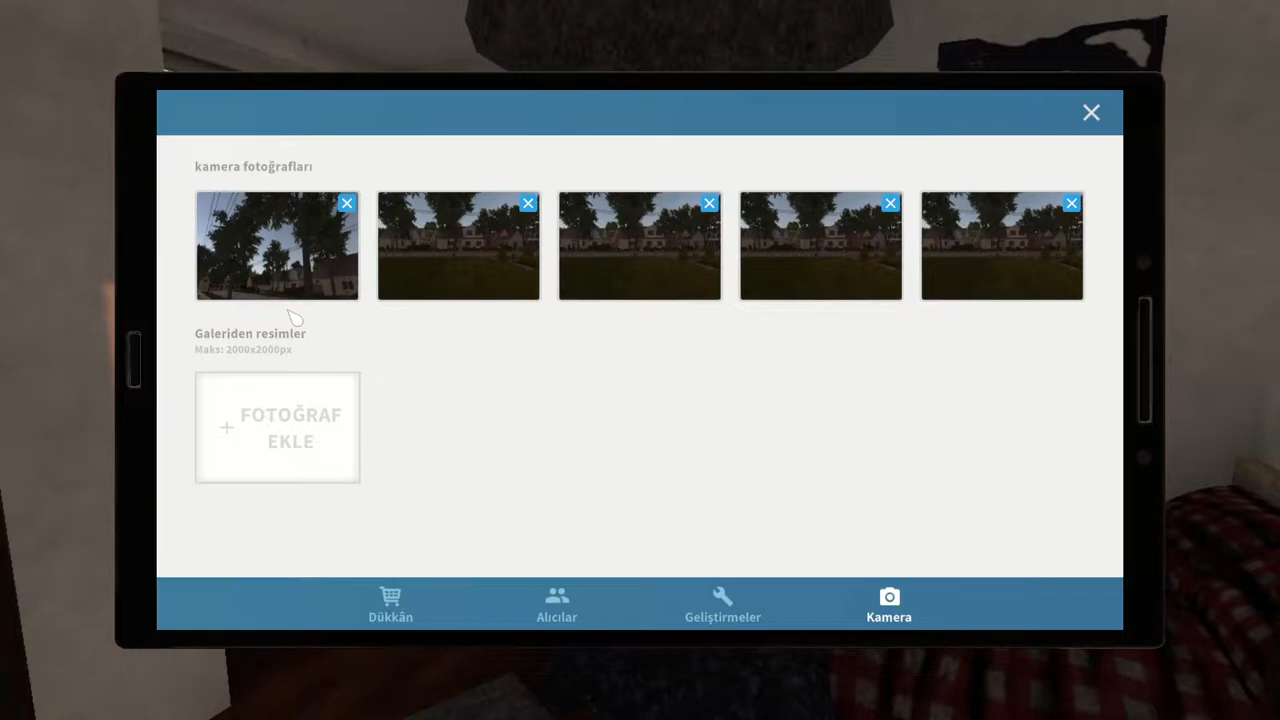 kamera fotoğrafları
Galeriden resimler
Maks: 2000x2000px
+ FOTOĞRAF
EKLE
Dükkân
Alıcılar
Geliştirmeler
Kamera